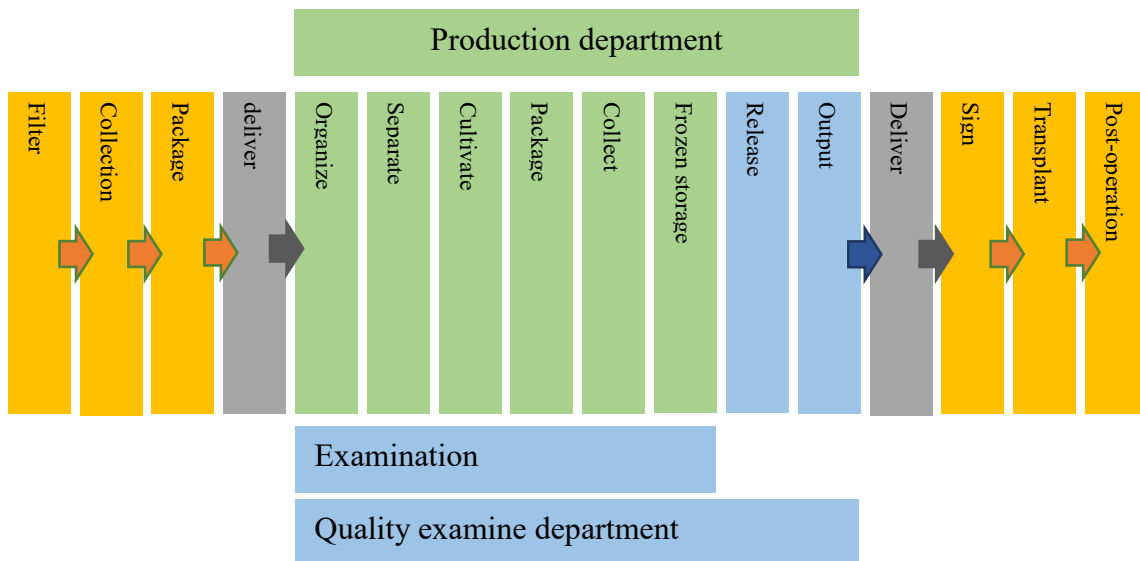 Production department
Filter
Collection
Package
deliver
Organize
Separate
Cultivate
Package
Collect
Frozen storage
Release
Output
Deliver
Sign
Transplant
Post-operation
Examination
Quality examine department